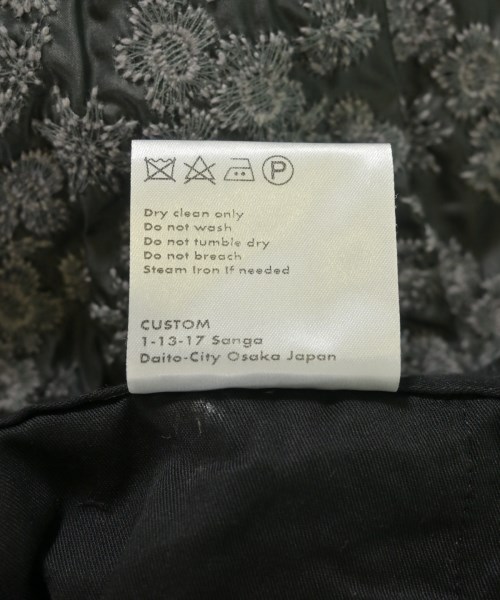 P
Dry clean only
Do not wash
Do not tumble dry
Do not breach
Steam Iron If needed
CUSTOM
1-13-17 Sanga
Daito-City Osaka Japan